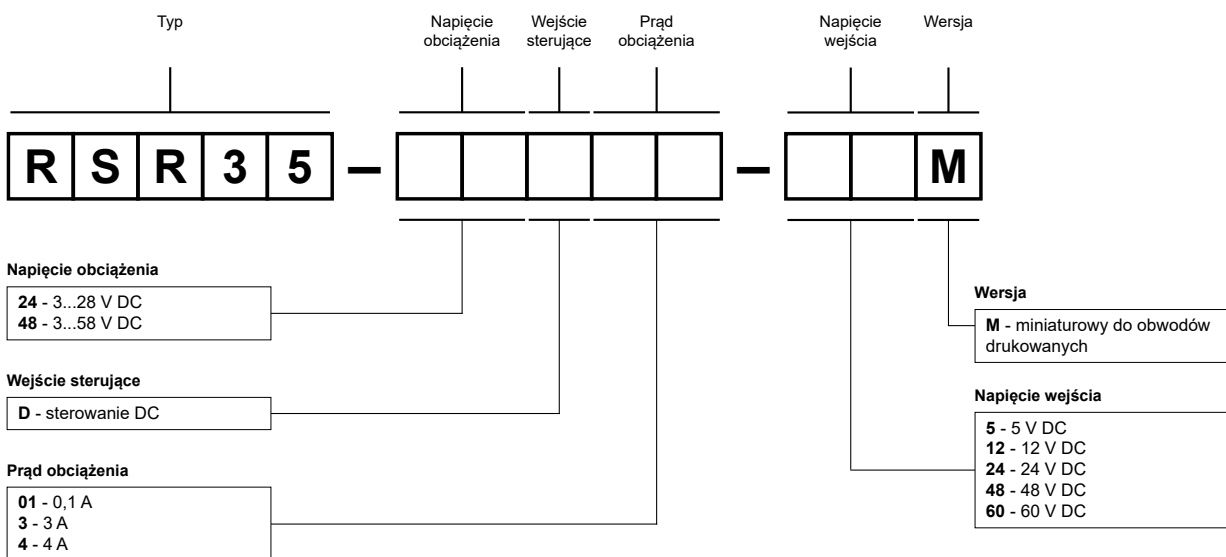 Typ
Napięcie
obciążenia
Wejście
sterujące
Prąd
obciążenia
Napięcie
wejścia
Wersja
R S R 3 5 – – M
Napięcie obciążenia
24 - 3...28 V DC
48 - 3...58 V DC
Wejście sterujące
D - sterowanie DC
Prąd obciążenia
01 - 0,1 A
3 - 3 A
4 - 4 A
Wersja
M - miniaturowy do obwodów
drukowanych
Napięcie wejścia
5 - 5 V DC
12 - 12 V DC
24 - 24 V DC
48 - 48 V DC
60 - 60 V DC